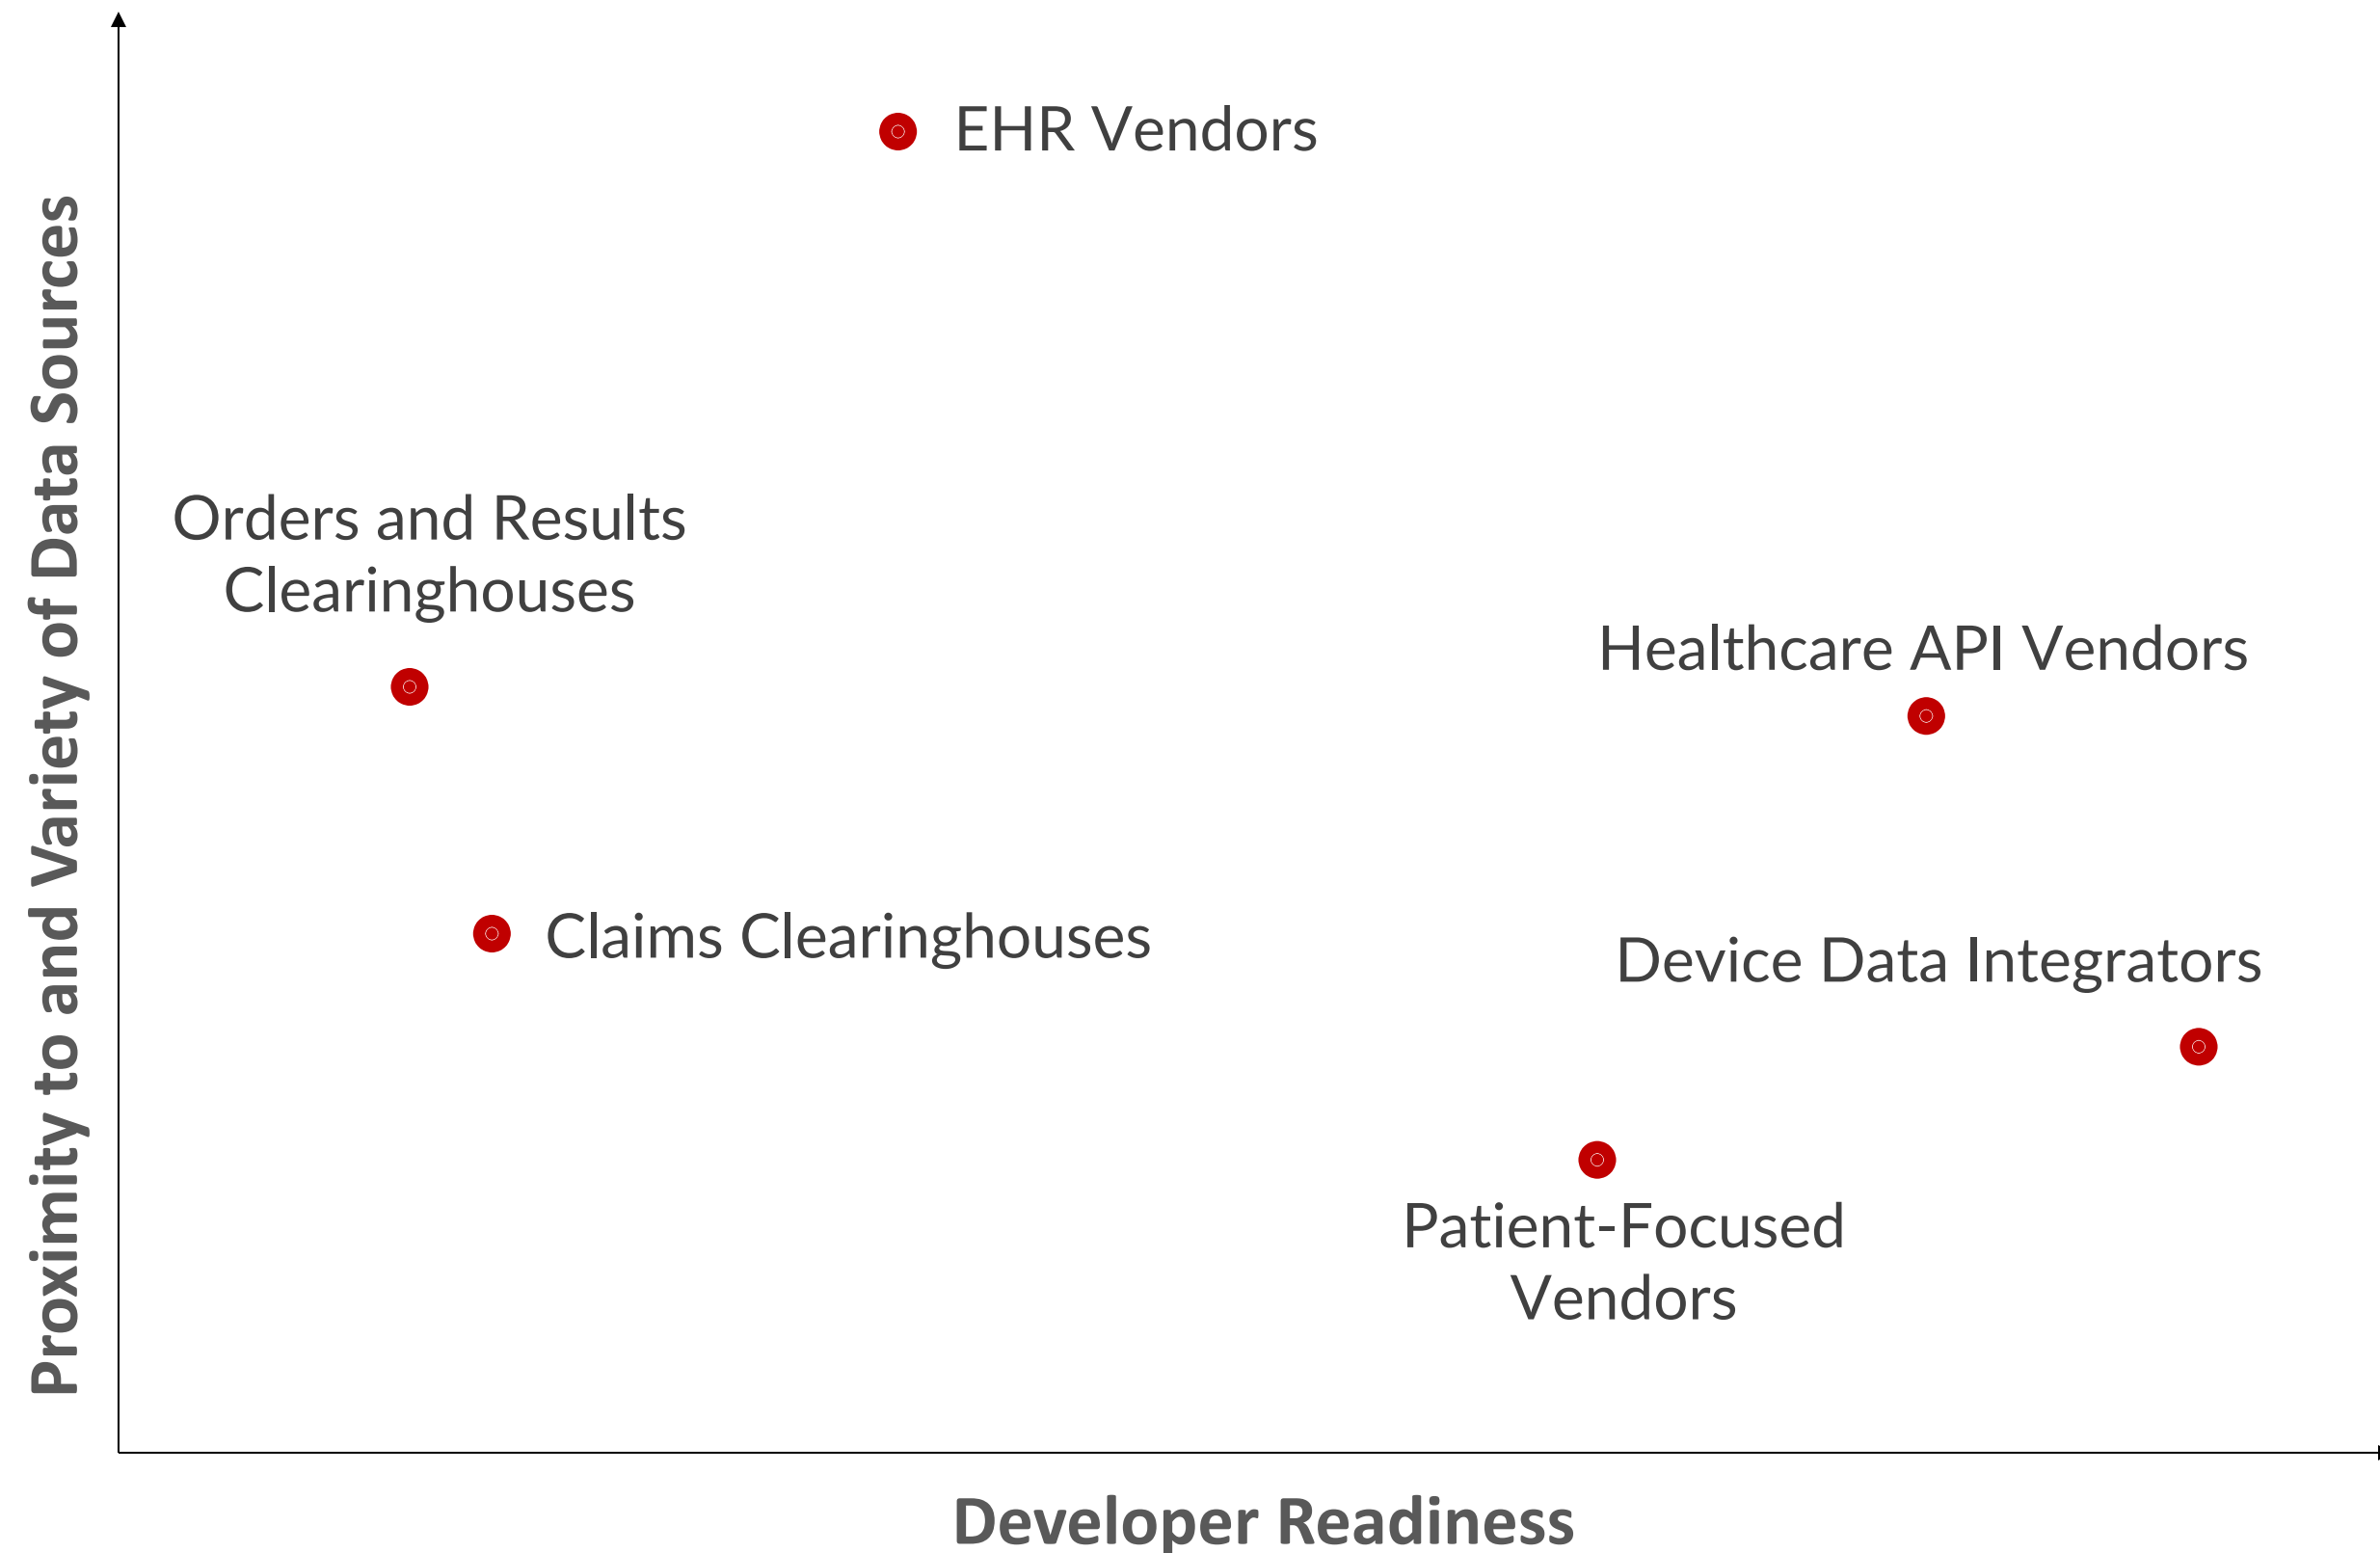 Proximity to and Variety of Data Sources
EHR Vendors
Orders and Results
Clearinghouses
Healthcare API Vendors
Claims Clearinghouses
Device Data Integrators
Patient-Focused
Vendors
Developer Readiness